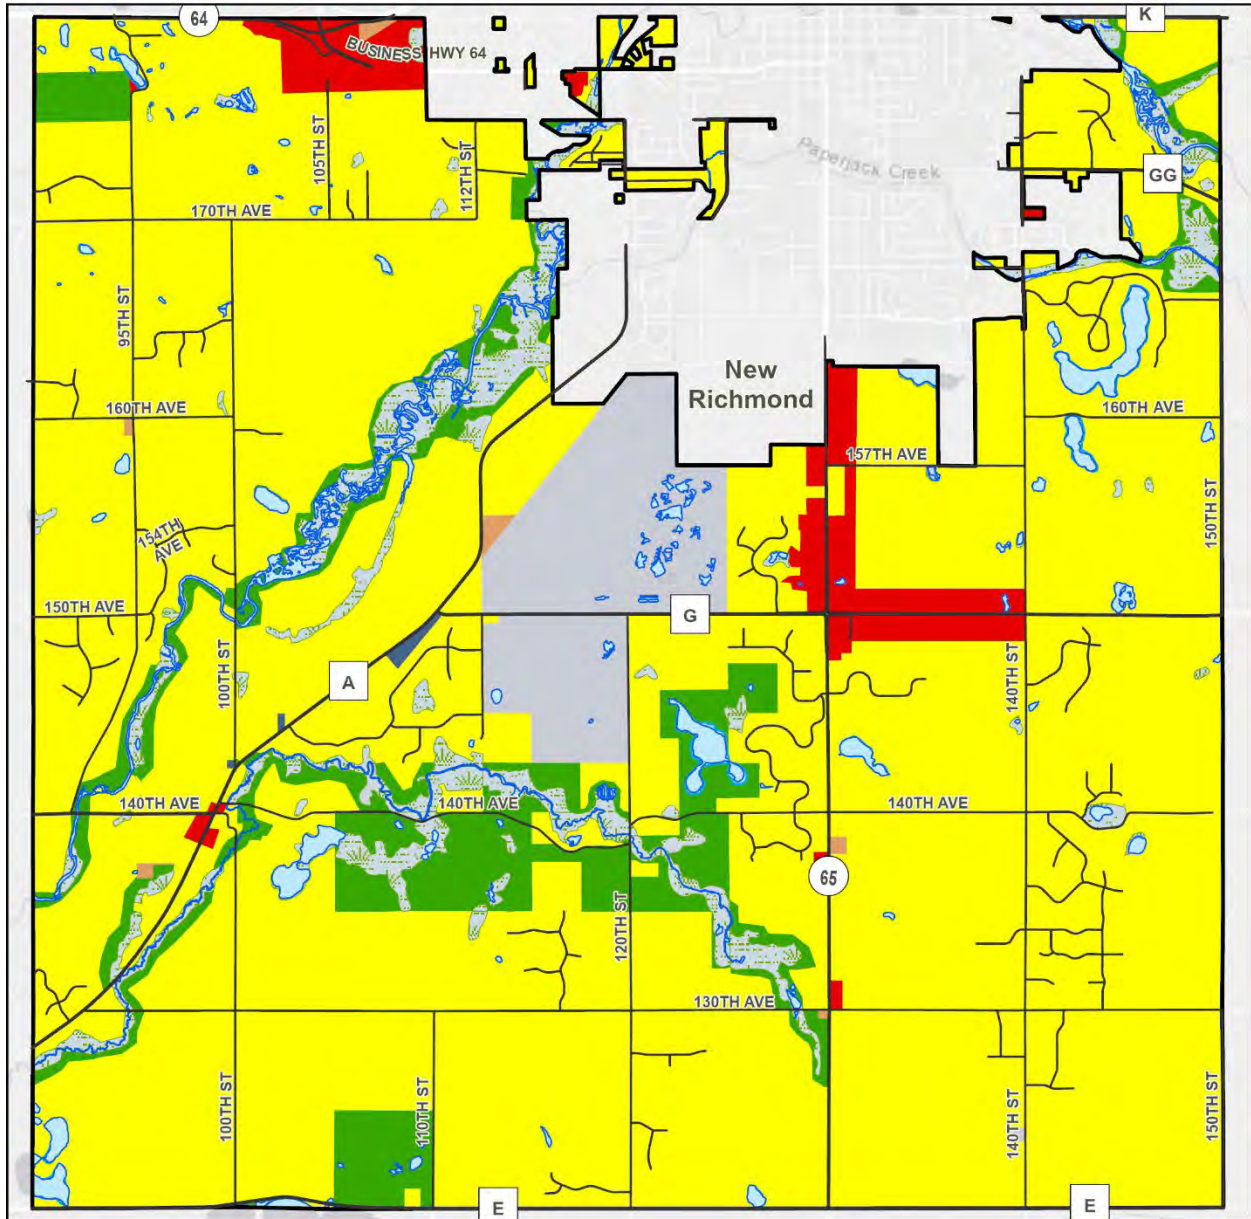 64
K
BUSINESS HWY 64
105TH ST
112TH ST
Paperjack Creek
GG
170TH AVE
95TH ST
160TH AVE
New
Richmond
160TH AVE
157TH AVE
150TH ST
154TH
AVE
150TH AVE
G
100TH ST
A
140TH ST
140TH AVE
140TH AVE
140TH AVE
65
120TH ST
130TH AVE
100TH ST
110TH ST
140TH ST
150TH ST
E
E